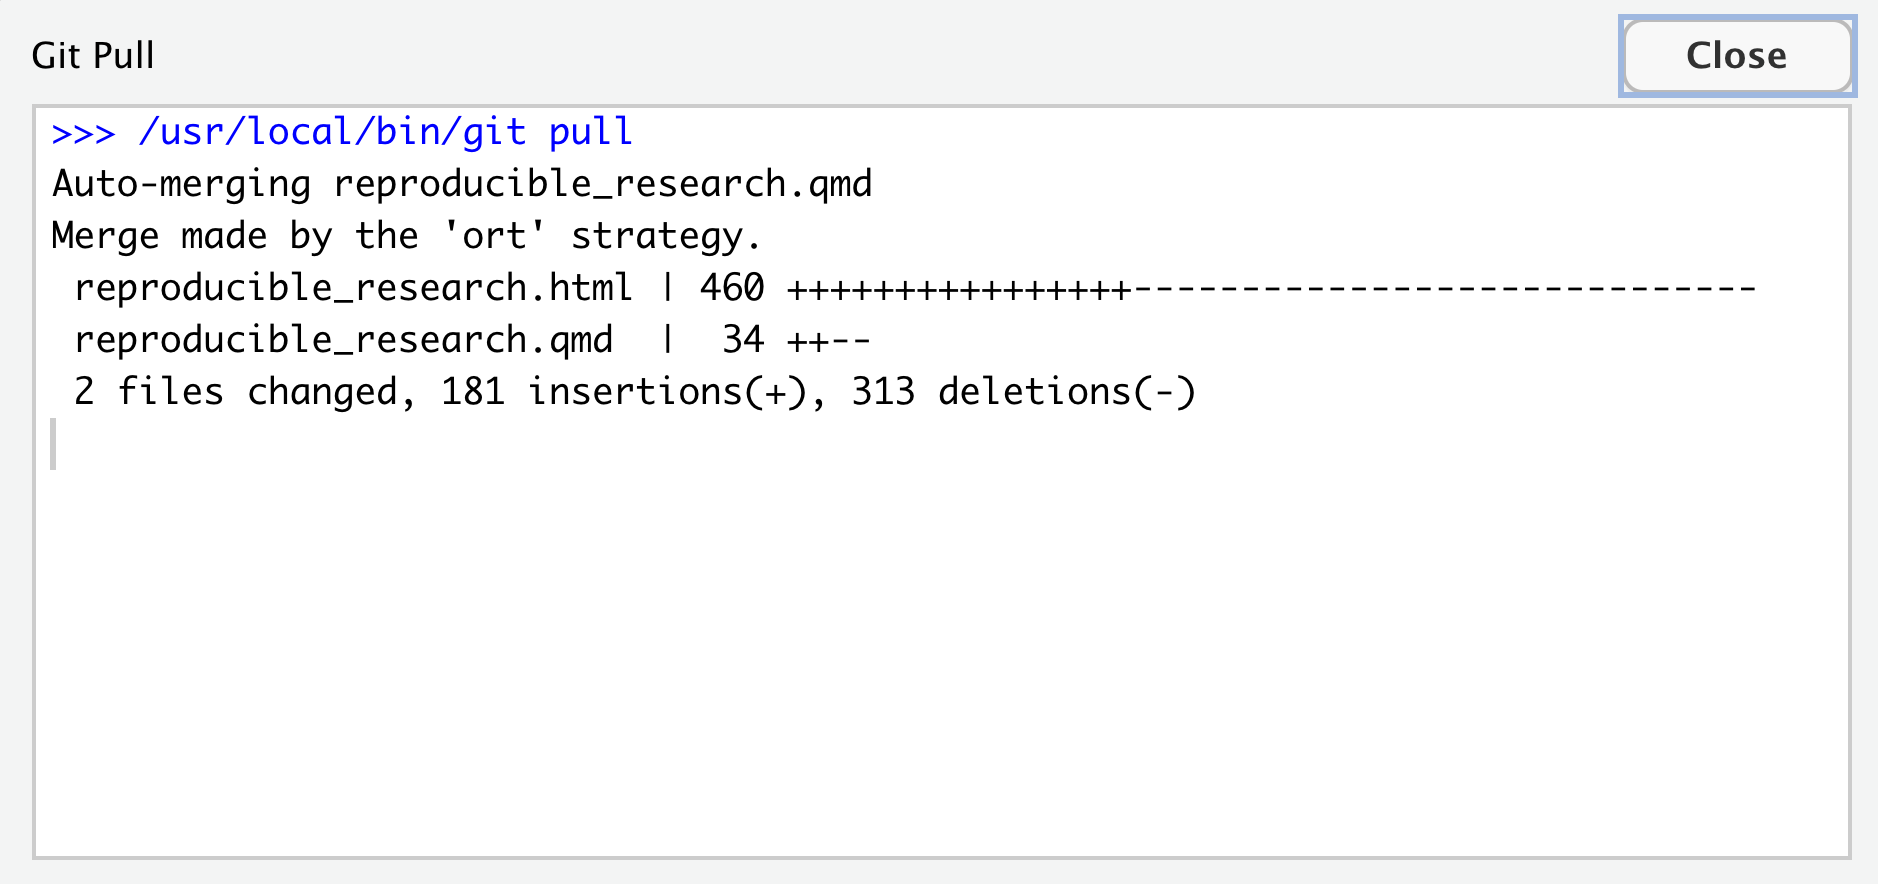 Git Pull
Close
>>> /usr/local/bin/git pull
Auto-merging reproducible_research.qmd
Merge made by the 'ort' strategy.
 reproducible_research.html | 460 ++++++++++++++++-----------------------------
 reproducible_research.qmd  |  34 ++--
 2 files changed, 181 insertions(+), 313 deletions(-)